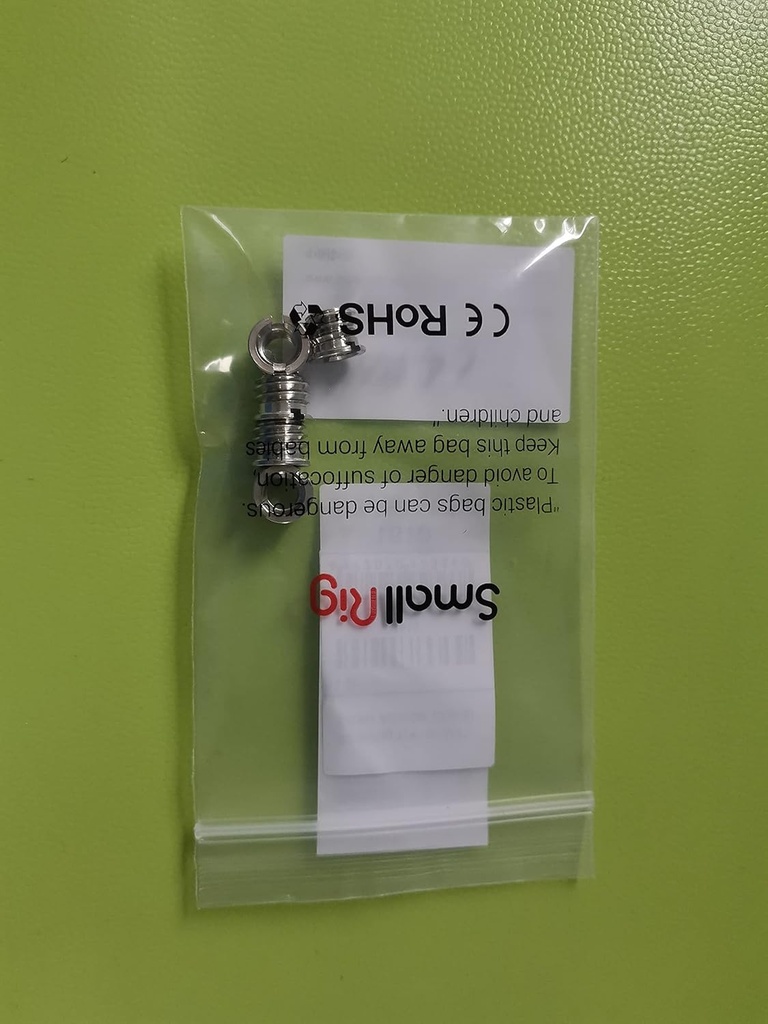 SmallRig
"Plastic bags can be dangerous.
To avoid danger of suffocation,
Keep this bag away from babies
and children."
CE RoHS